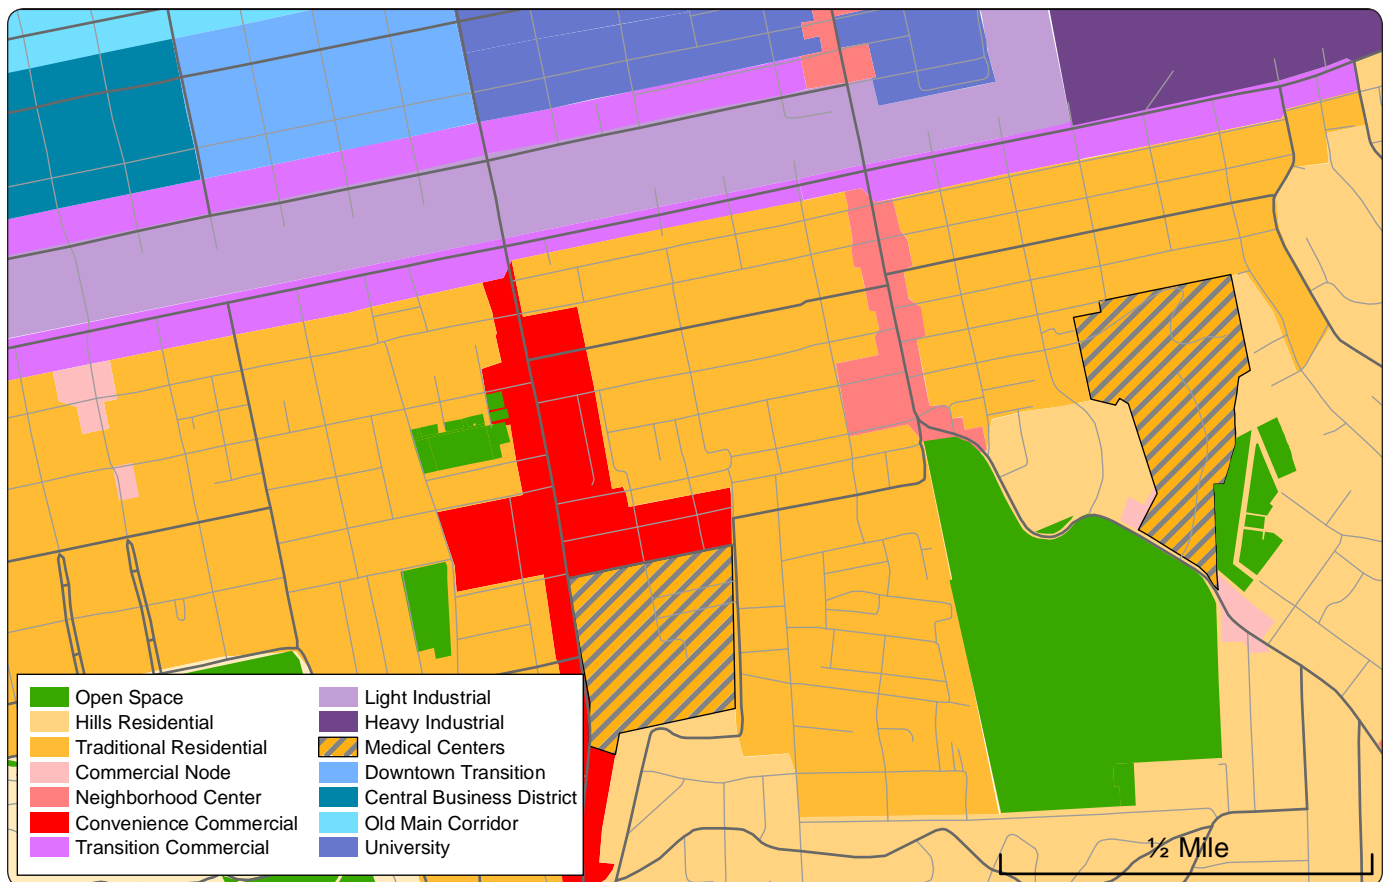 Open Space
Hills Residential
Traditional Residential
Commercial Node
Neighborhood Center
Convenience Commercial
Transition Commercial
Light Industrial
Heavy Industrial
Medical Centers
Downtown Transition
Central Business District
Old Main Corridor
University
½ Mile